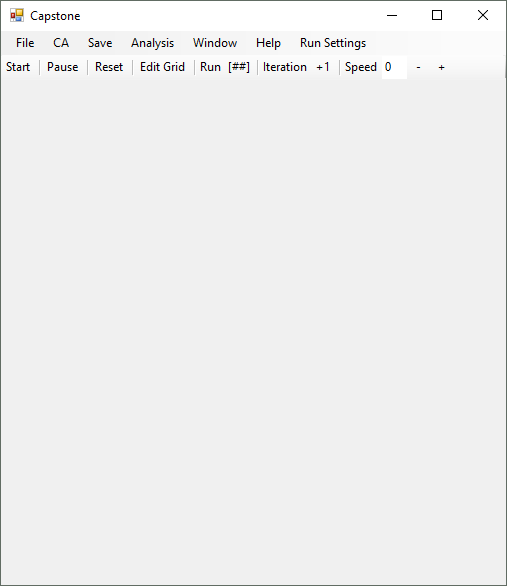 Capstone
File CA Save Analysis Window Help Run Settings
Start Pause Reset Edit Grid Run [##] Iteration +1 Speed 0 - +